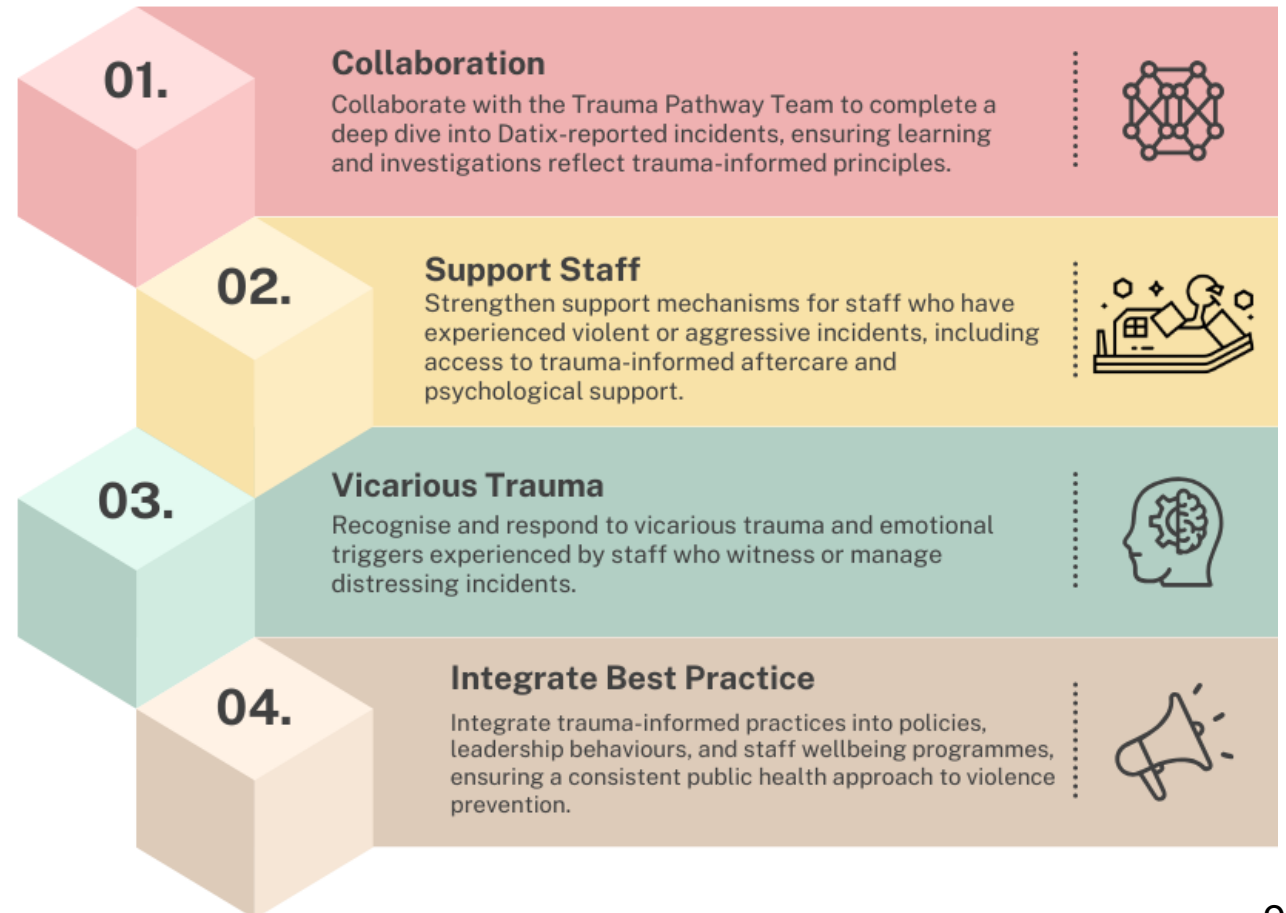 01.
Collaboration
Collaborate with the Trauma Pathway Team to complete a
deep dive into Datix-reported incidents, ensuring learning
and investigations reflect trauma-informed principles.
02.
Support Staff
Strengthen support mechanisms for staff who have
experienced violent or aggressive incidents, including
access to trauma-informed aftercare and
psychological support.
03.
Vicarious Trauma
Recognise and respond to vicarious trauma and emotional
triggers experienced by staff who witness or manage
distressing incidents.
04.
Integrate Best Practice
Integrate trauma-informed practices into policies,
leadership behaviours, and staff wellbeing programmes,
ensuring a consistent public health approach to violence
prevention.